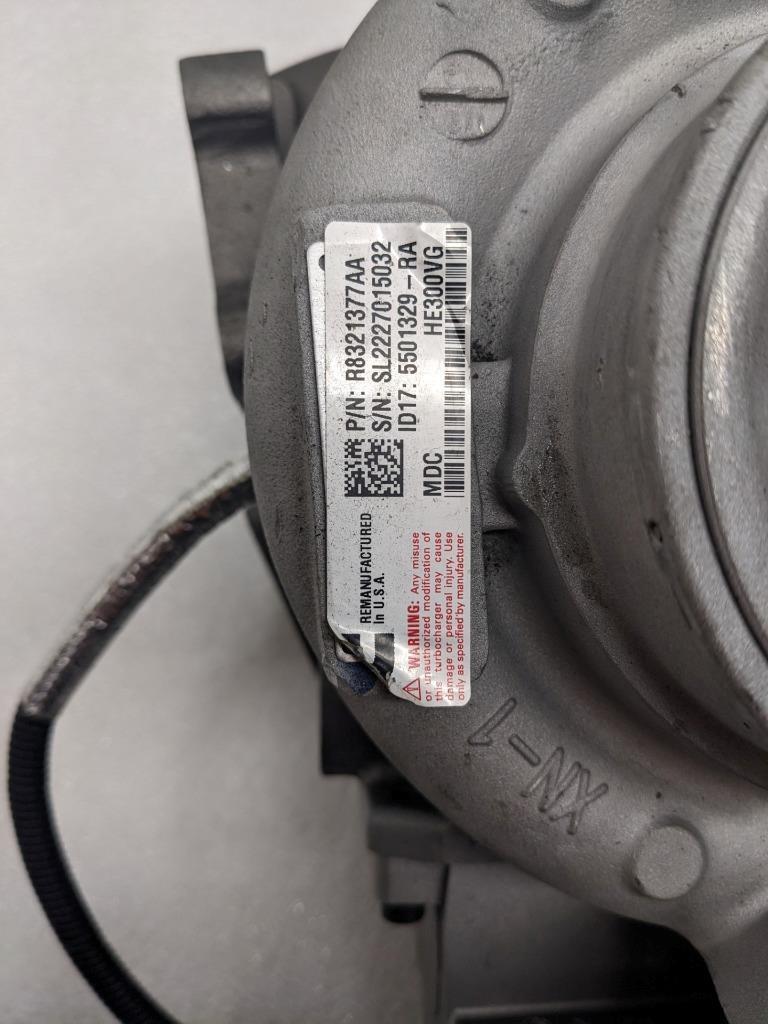 P/N: R8321377AA
S/N: SL2227015032
ID17: 5501329-RA
HE300VG
MDC
REMANUFACTURED
In U.S.A.
WARNING: Any misuse
or unauthorized modification of
this turbocharger may cause
damage or personal injury. Use
only as specified by manufacturer.
XN-1